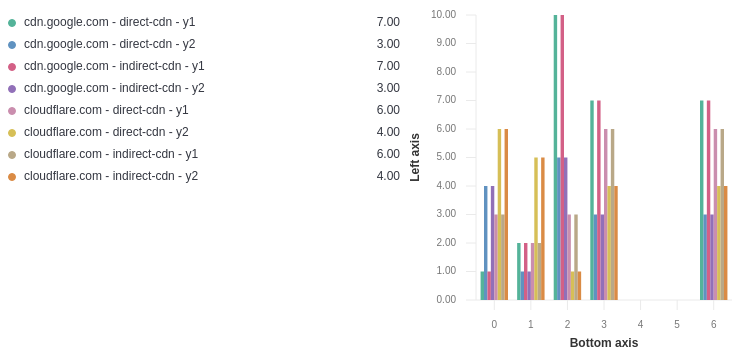 cdn.google.com - direct-cdn - y1 7.00
cdn.google.com - direct-cdn - y2 3.00
cdn.google.com - indirect-cdn - y1 7.00
cdn.google.com - indirect-cdn - y2 3.00
cloudflare.com - direct-cdn - y1 6.00
cloudflare.com - direct-cdn - y2 4.00
cloudflare.com - indirect-cdn - y1 6.00
cloudflare.com - indirect-cdn - y2 4.00
Left axis
10.00
9.00
8.00
7.00
6.00
5.00
4.00
3.00
2.00
1.00
0.00
0 1 2 3 4 5 6
Bottom axis